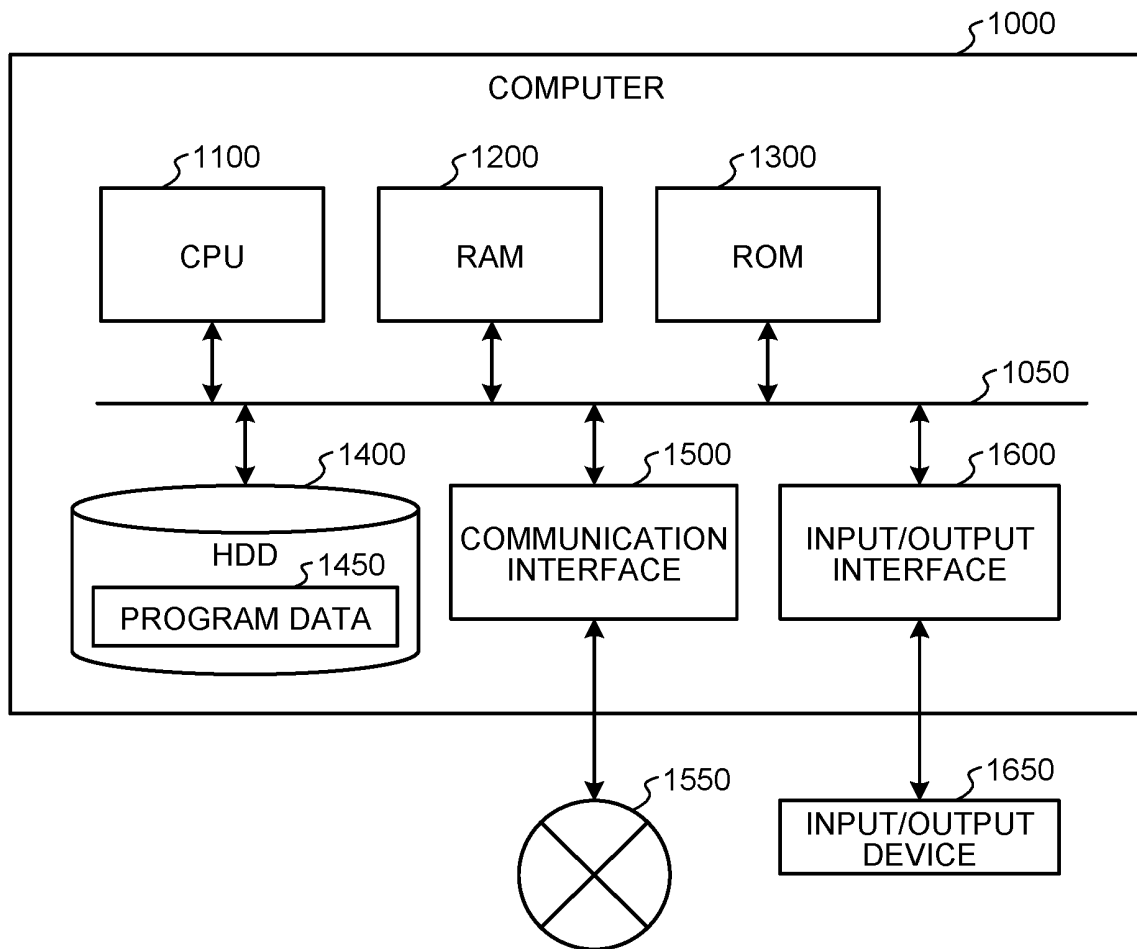 1000
COMPUTER
1100
1200
1300
CPU
RAM
ROM
1050
1400
1500
1600
HDD
1450
PROGRAM DATA
COMMUNICATION
INTERFACE
INPUT/OUTPUT
INTERFACE
1550
1650
INPUT/OUTPUT
DEVICE